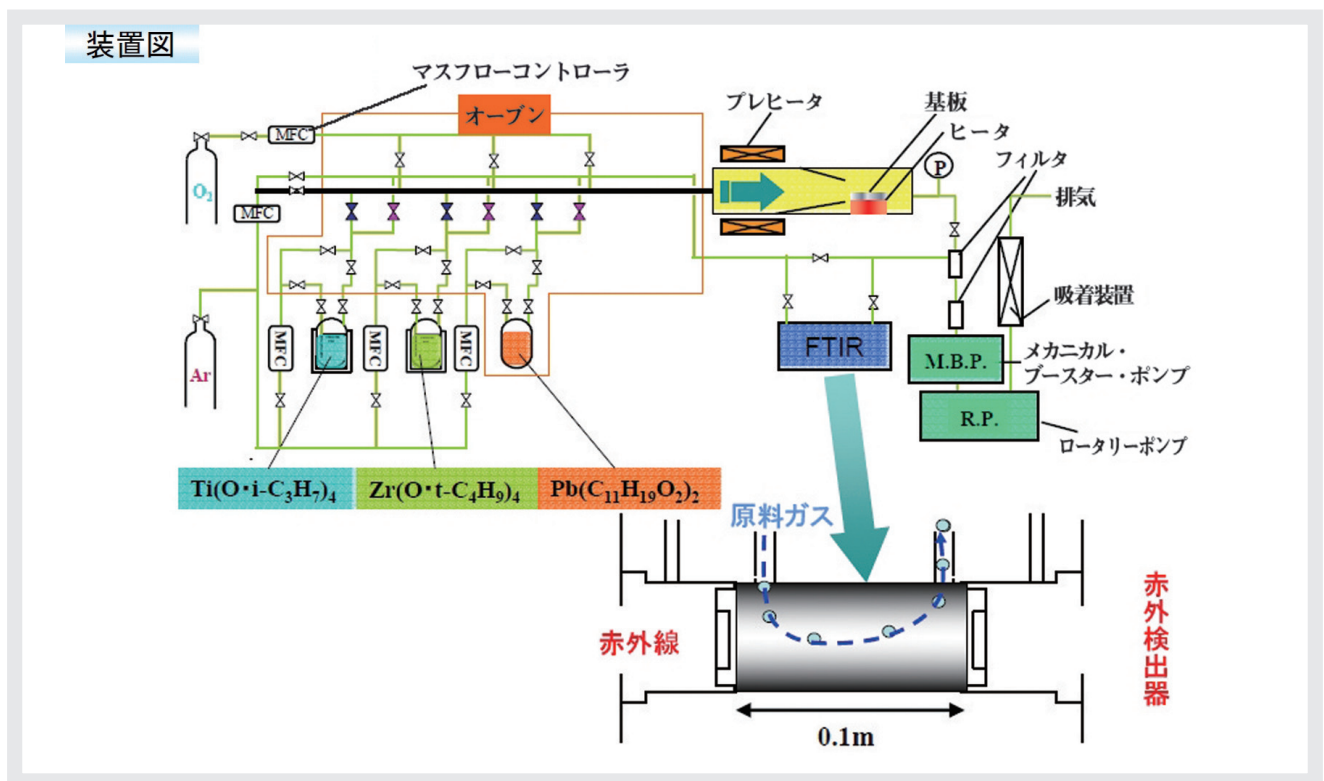 装置図
マスフローコントローラ
オーブン
プレヒータ
基板
ヒータ
フィルタ
MFC
O₂
P
排気
MFC
吸着装置
MFC
MFC
MFC
FTIR
M.B.P.
メカニカル・
ブースター・ポンプ
Ar
R.P.
ロータリーポンプ
Ti(O・i-C₃H₇)₄
Zr(O・t-C₄H₉)₄
Pb(C₁₁H₁₉O₂)₂
原料ガス
赤外線
赤外検出器
0.1m